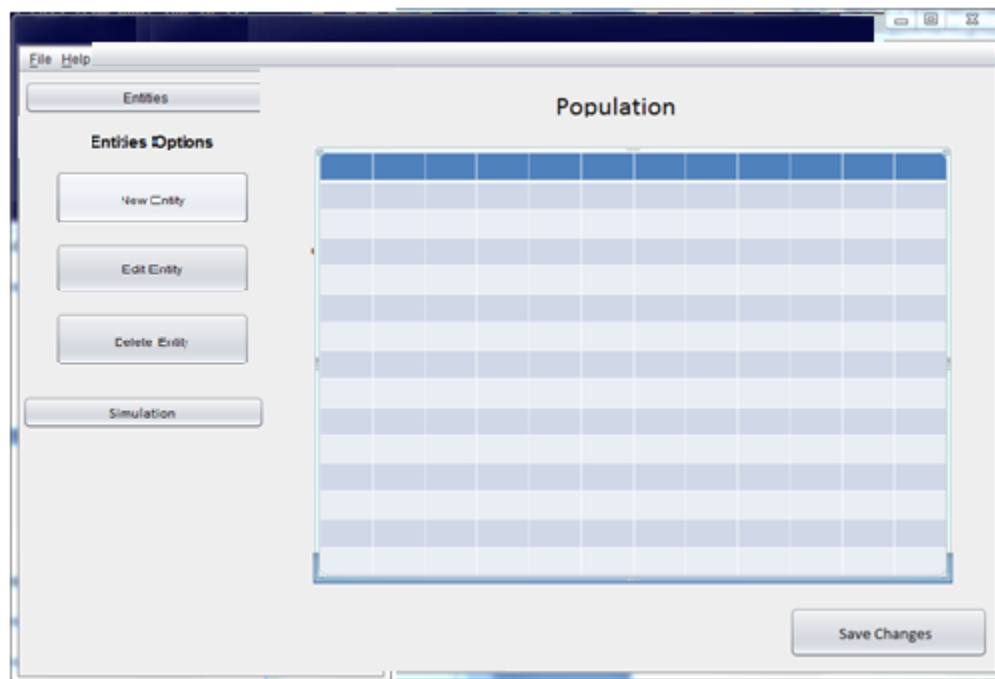 File Help
Entities
Population
Entities Options
New Entity
Edit Entity
Delete Entity
Simulation
Save Changes